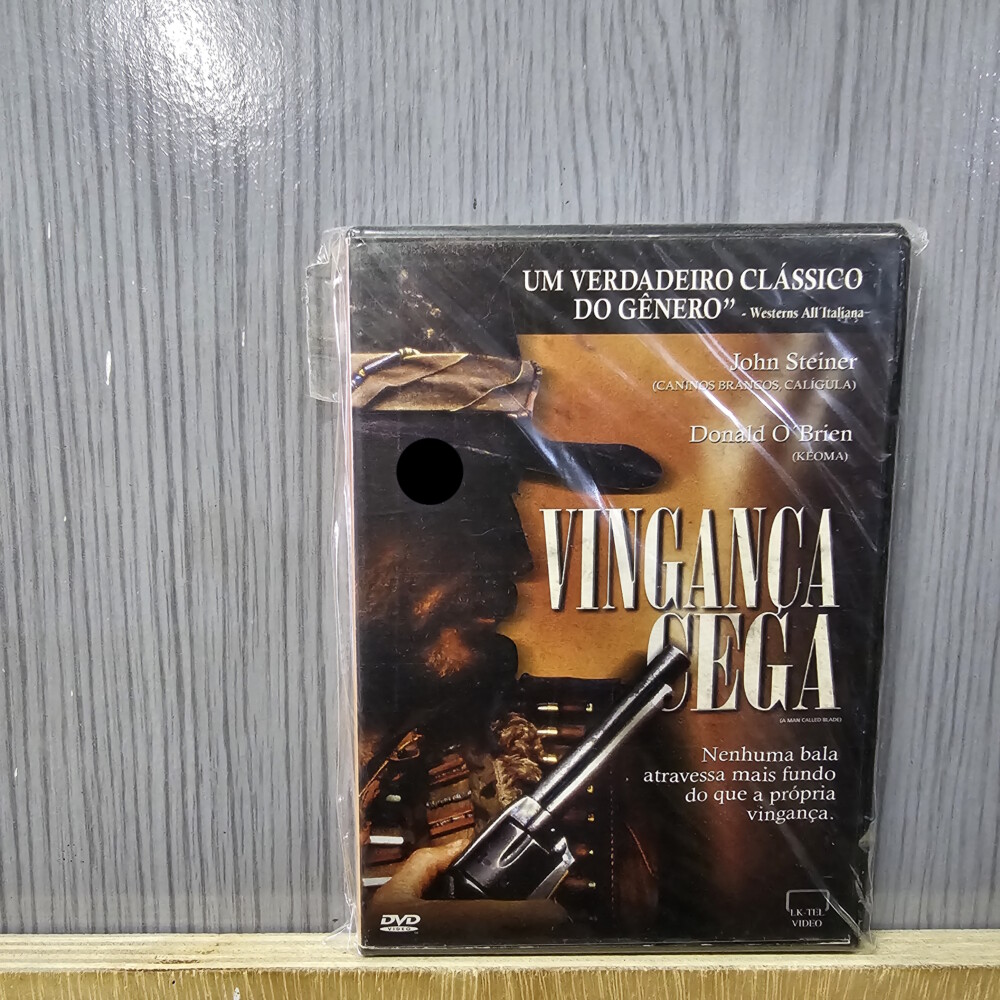 UM VERDADEIRO CLÁSSICO
DO GÊNERO” - Westerns All'Italiana
John Steiner
(CANINOS BRANCOS, CALÍGULA)
Donald O'Brien
(KEOMA)
VINGANÇA
CEGA
(A MAN CALLED BLADE)
Nenhuma bala
atravessa mais fundo
do que a própria
vingança.
DVD
VIDEO
LK-TEL
VIDEO